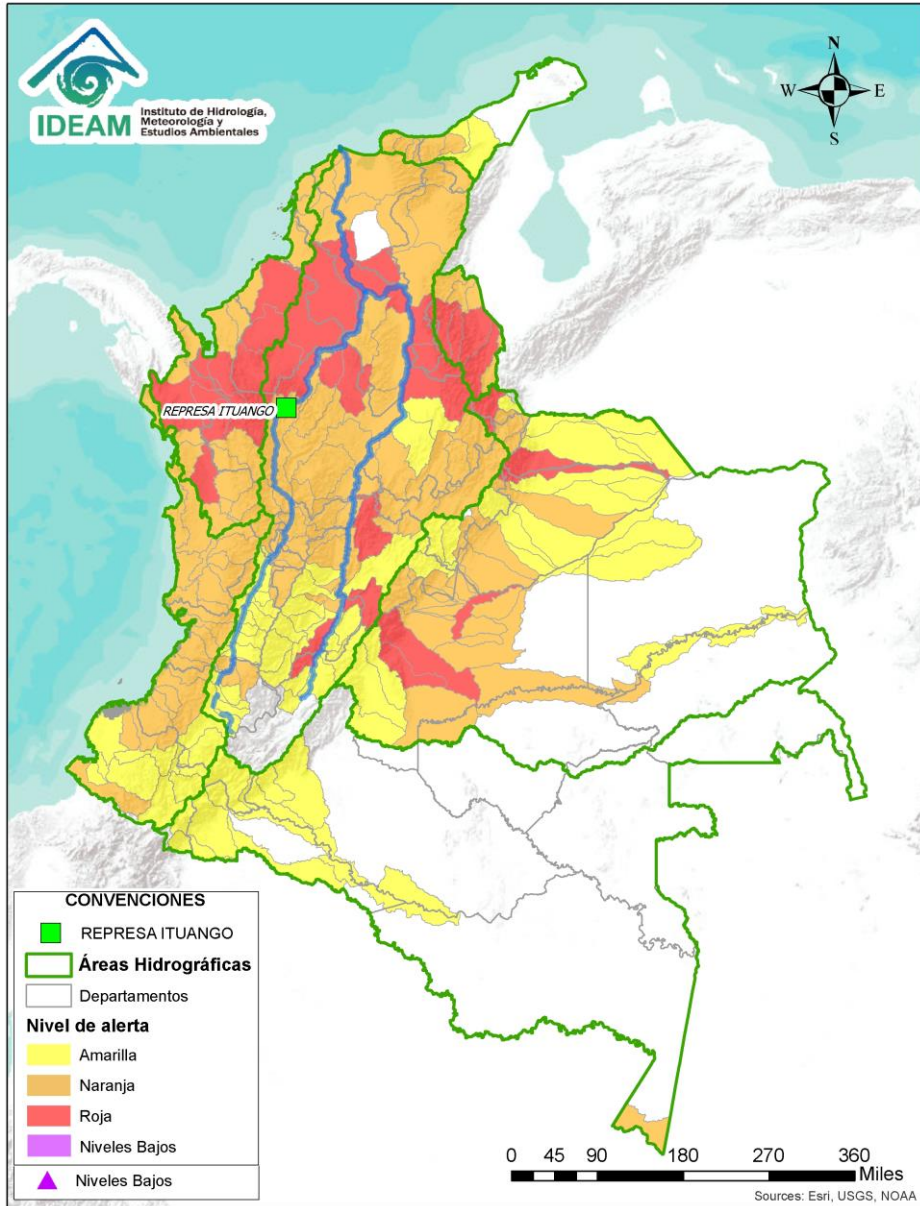 IDEAM
Instituto de Hidrología,
Meteorología y
Estudios Ambientales
N
W
E
S
REPRESA ITUANGO
CONVENCIONES
REPRESA ITUANGO
Áreas Hidrográficas
Departamentos
Nivel de alerta
Amarilla
Naranja
Roja
Niveles Bajos
Niveles Bajos
0 45 90 180 270 360
Miles
Sources: Esri, USGS, NOAA